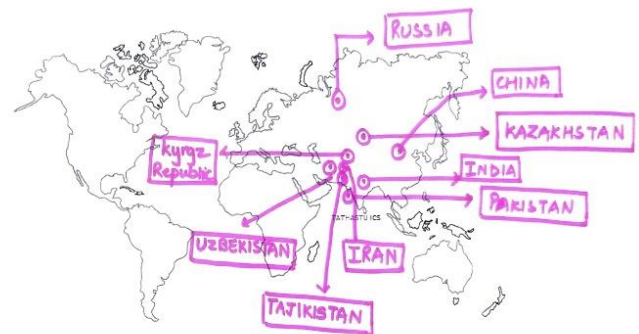 RUSSIA
CHINA
KAZAKHSTAN
Kyrgz
Republic
INDIA
PAKISTAN
TATHASTU ICS
UZBEKISTAN
IRAN
TAJIKISTAN